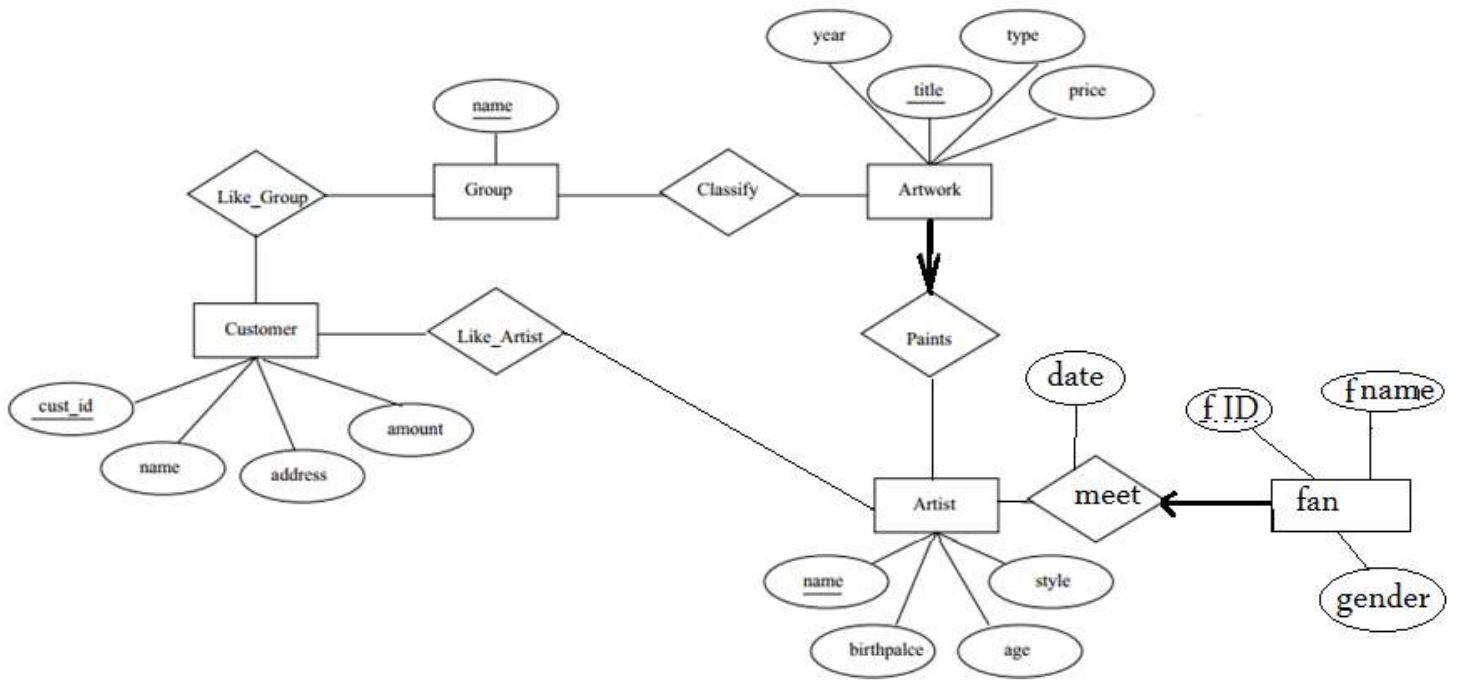 year
type
title
price
name
Like_Group
Group
Classify
Artwork
Customer
Like_Artist
Paints
cust_id
name
address
amount
date
f ID
fname
Artist
meet
fan
name
style
birthpalce
age
gender